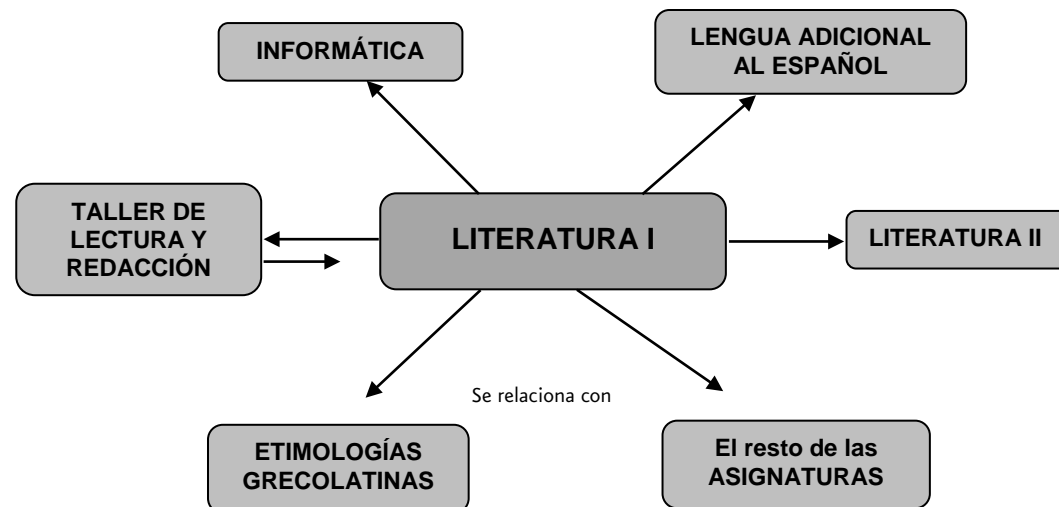 INFORMÁTICA
LENGUA ADICIONAL
AL ESPAÑOL
TALLER DE
LECTURA Y
REDACCIÓN
LITERATURA I
LITERATURA II
Se relaciona con
ETIMOLOGÍAS
GRECOLATINAS
El resto de las
ASIGNATURAS